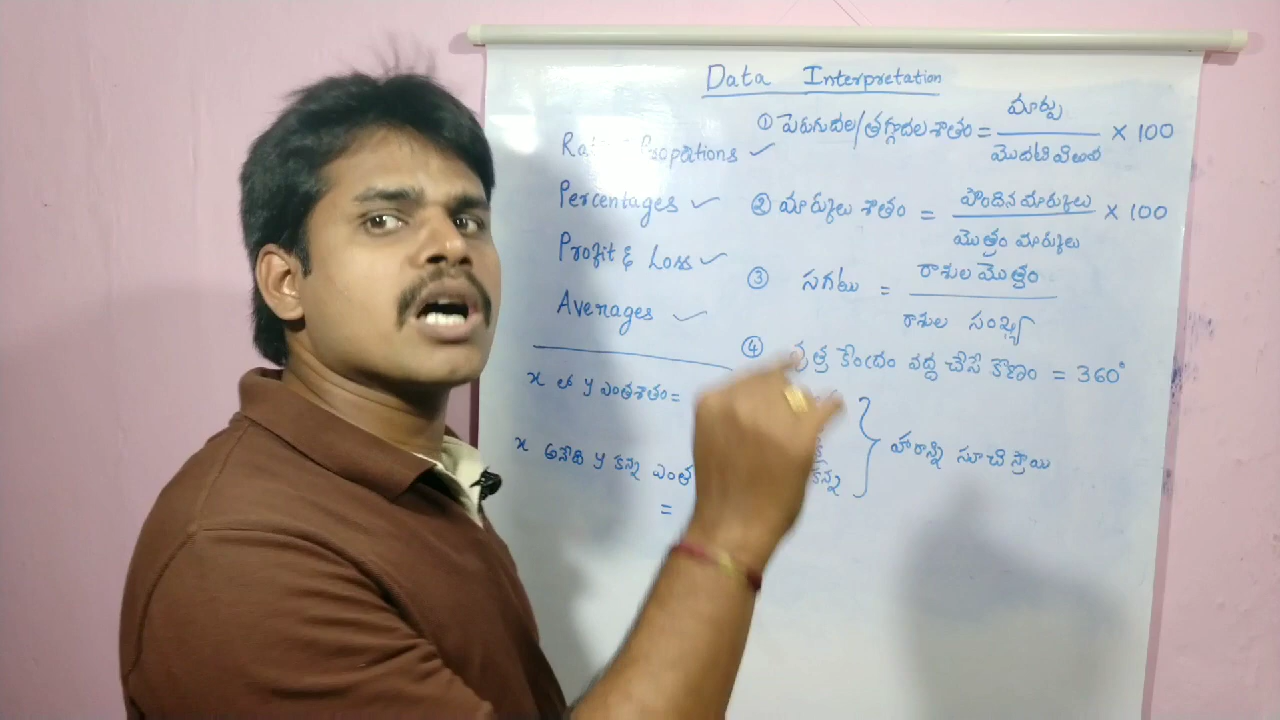 Data Interpretation
Proportions ✓
Percentages ✓
Profit & Loss ✓
Averages ✓
x లో y ఎంతశాతం =
x అనేది y కన్న ఎంత
=
① పెరుగుదల/తగ్గుదల శాతం = మార్పు / మొదటి విలువ × 100
② మార్కులు శాతం = పొందిన మార్కులు / మొత్తం మార్కులు × 100
③ సగటు = రాశుల మొత్తం / రాశుల సంఖ్య
④ వృత్త కేంద్రం వద్ద చేసే కోణం = 360°
కన్న } హారాన్ని సూచిస్తాయి